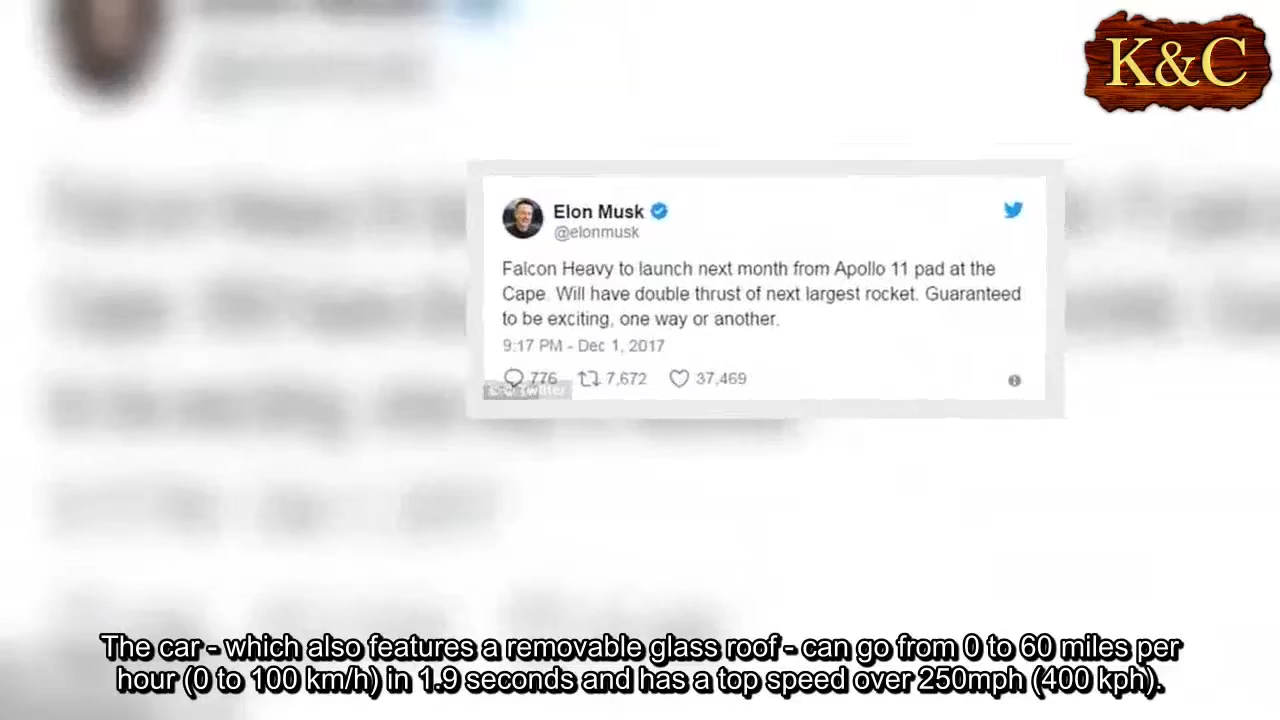 K&C
Elon Musk
@elonmusk
Falcon Heavy to launch next month from Apollo 11 pad at the
Cape. Will have double thrust of next largest rocket. Guaranteed
to be exciting, one way or another.
9:17 PM - Dec 1, 2017
776 7,672 37,469
Twitter
The car - which also features a removable glass roof - can go from 0 to 60 miles per
hour (0 to 100 km/h) in 1.9 seconds and has a top speed over 250mph (400 kph).